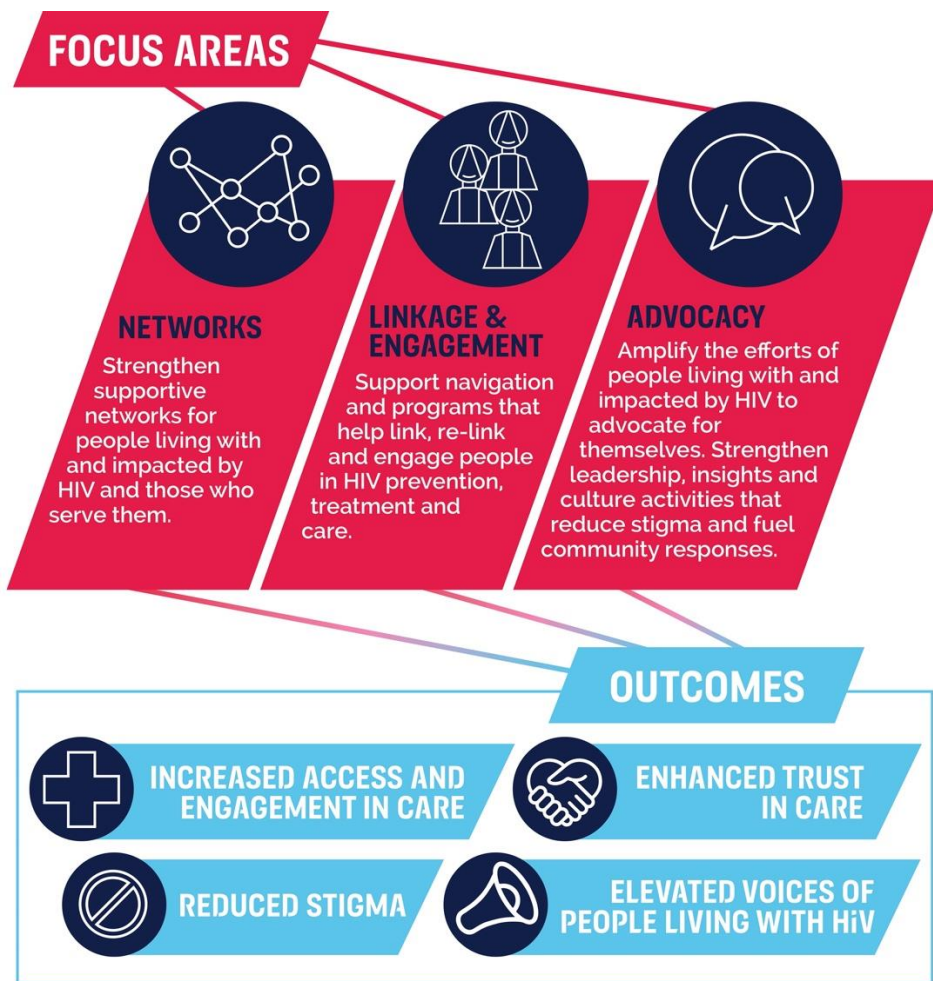 FOCUS AREAS
NETWORKS
Strengthen
supportive
networks for
people living with
and impacted by
HIV and those who
serve them.
LINKAGE &
ENGAGEMENT
Support navigation
and programs that
help link, re-link
and engage people
in HIV prevention,
treatment and
care.
ADVOCACY
Amplify the efforts of
people living with and
impacted by HIV to
advocate for
themselves. Strengthen
leadership, insights and
culture activities that
reduce stigma and fuel
community responses.
OUTCOMES
INCREASED ACCESS AND
ENGAGEMENT IN CARE
ENHANCED TRUST
IN CARE
REDUCED STIGMA
ELEVATED VOICES OF
PEOPLE LIVING WITH HiV